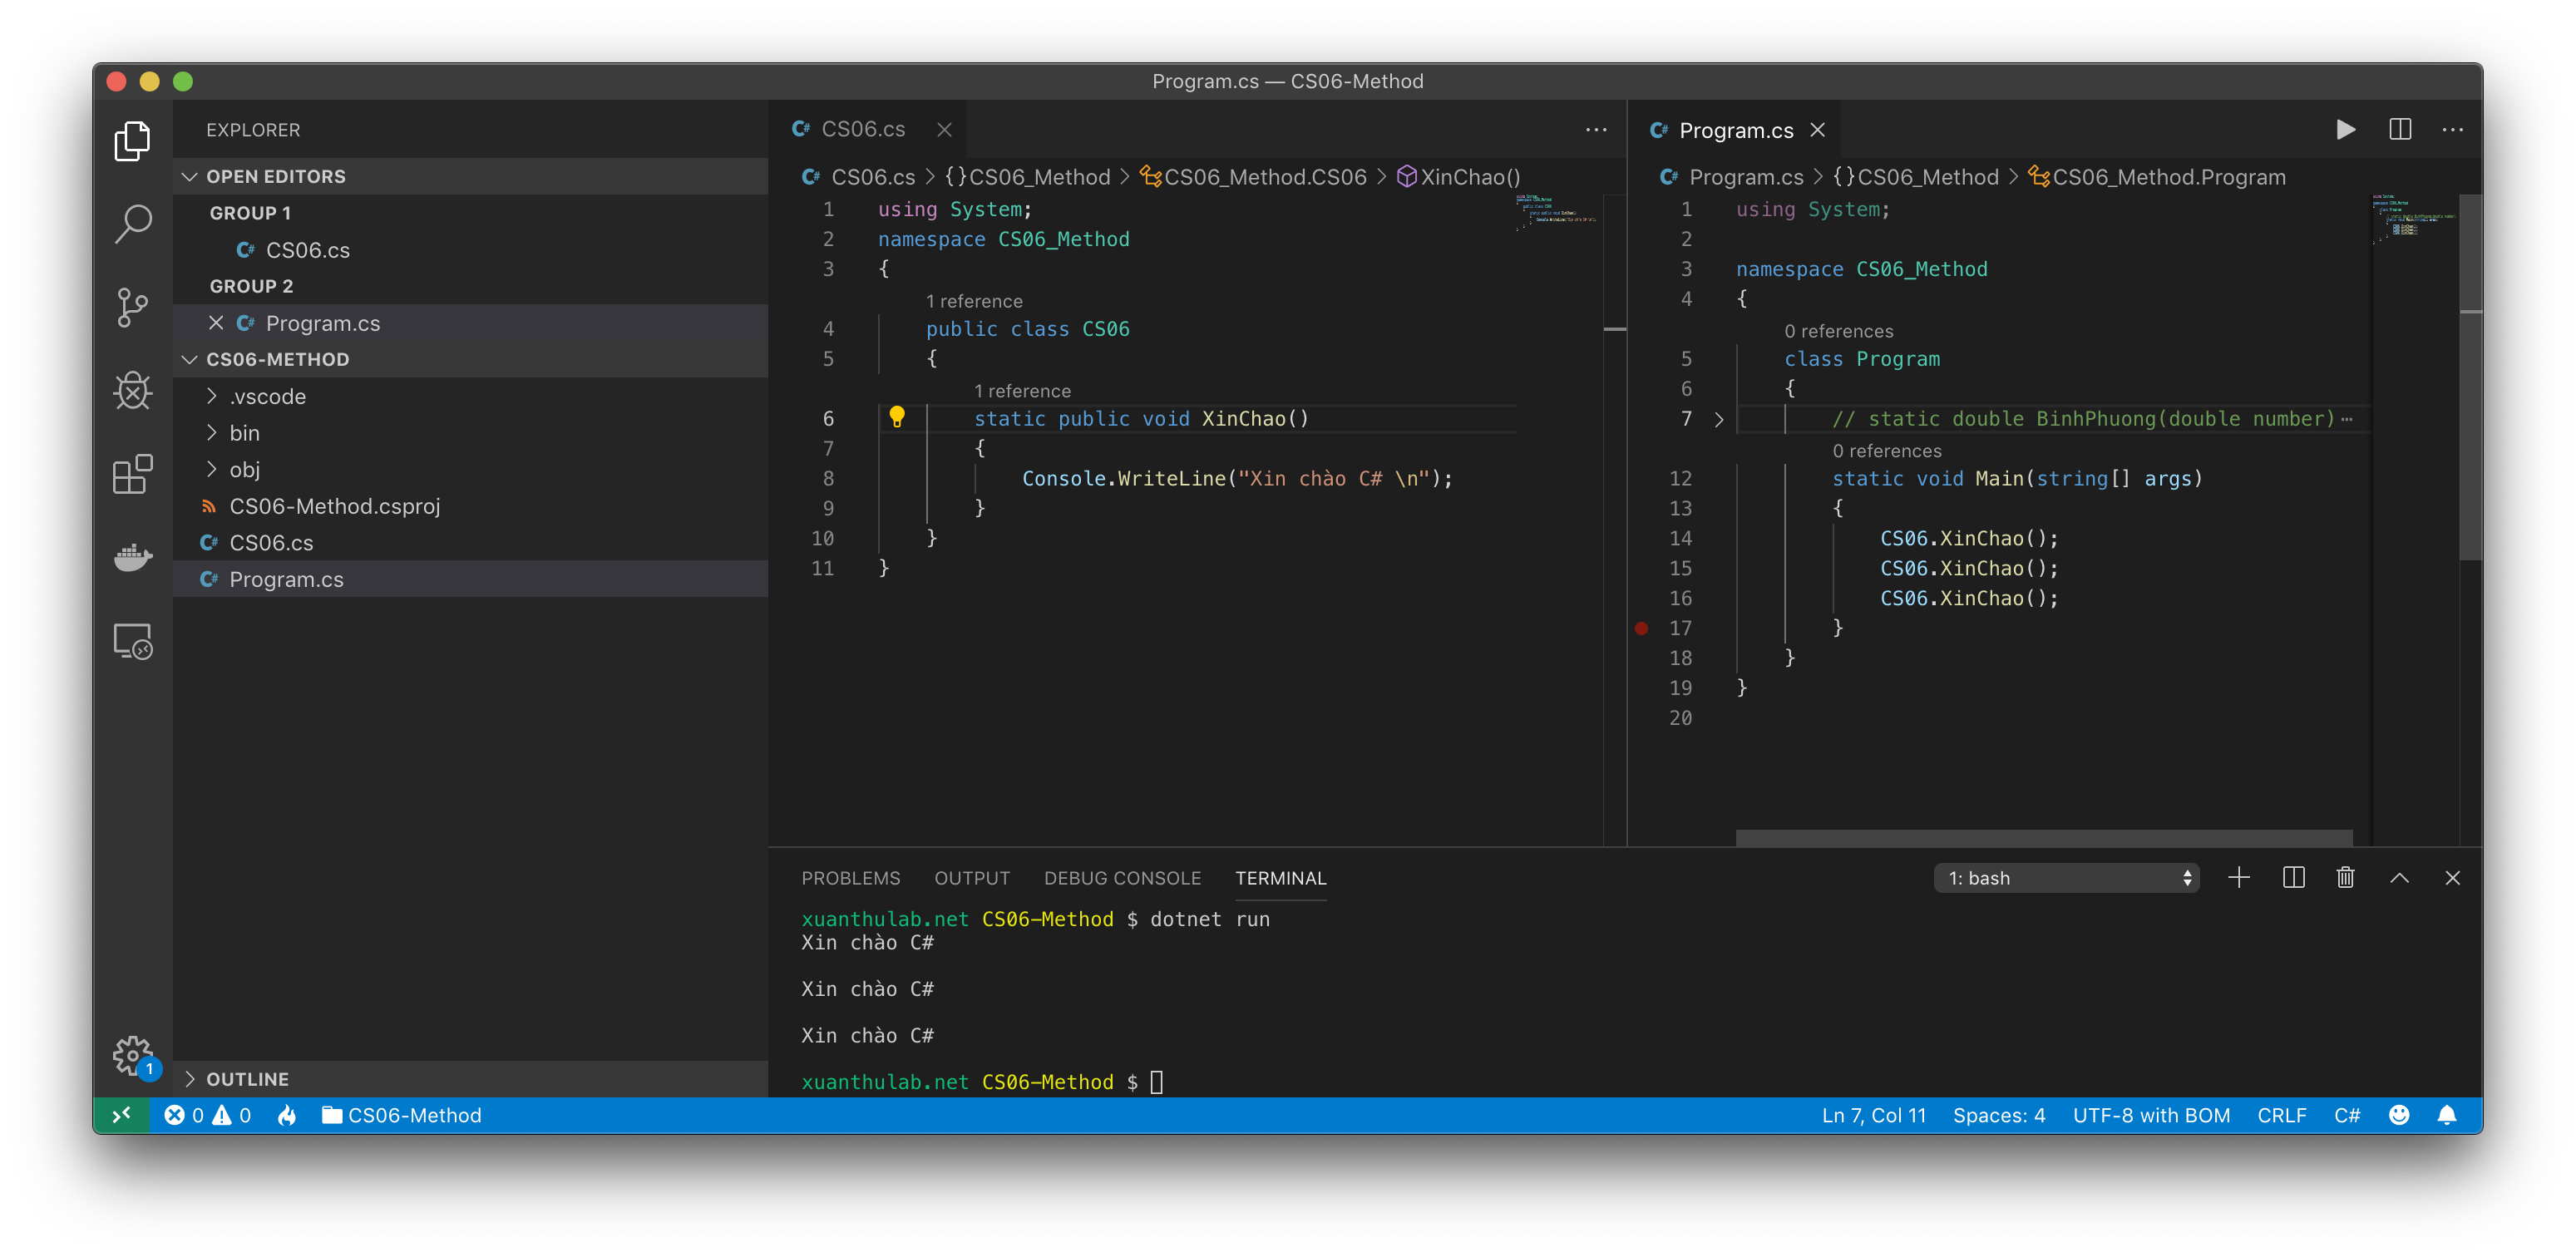 Program.cs — CS06-Method
EXPLORER
OPEN EDITORS
GROUP 1
CS06.cs
GROUP 2
Program.cs
CS06-METHOD
.vscode
bin
obj
CS06-Method.csproj
CS06.cs
Program.cs
OUTLINE
CS06.cs
CS06.cs > {} CS06_Method > CS06_Method.CS06 > XinChao()
1 using System;
2 namespace CS06_Method
3 {
1 reference
4 public class CS06
5 {
1 reference
6 static public void XinChao()
7 {
8 Console.WriteLine("Xin chào C# \n");
9 }
10 }
11 }
Program.cs
Program.cs > {} CS06_Method > CS06_Method.Program
1 using System;
2
3 namespace CS06_Method
4 {
0 references
5 class Program
6 {
7 // static double BinhPhuong(double number) ...
0 references
12 static void Main(string[] args)
13 {
14 CS06.XinChao();
15 CS06.XinChao();
16 CS06.XinChao();
17 }
18 }
19 }
20
PROBLEMS OUTPUT DEBUG CONSOLE TERMINAL 1: bash
xuanthulab.net CS06-Method $ dotnet run
Xin chào C#
Xin chào C#
Xin chào C#
xuanthulab.net CS06-Method $
1
0 0 CS06-Method Ln 7, Col 11 Spaces: 4 UTF-8 with BOM CRLF C#